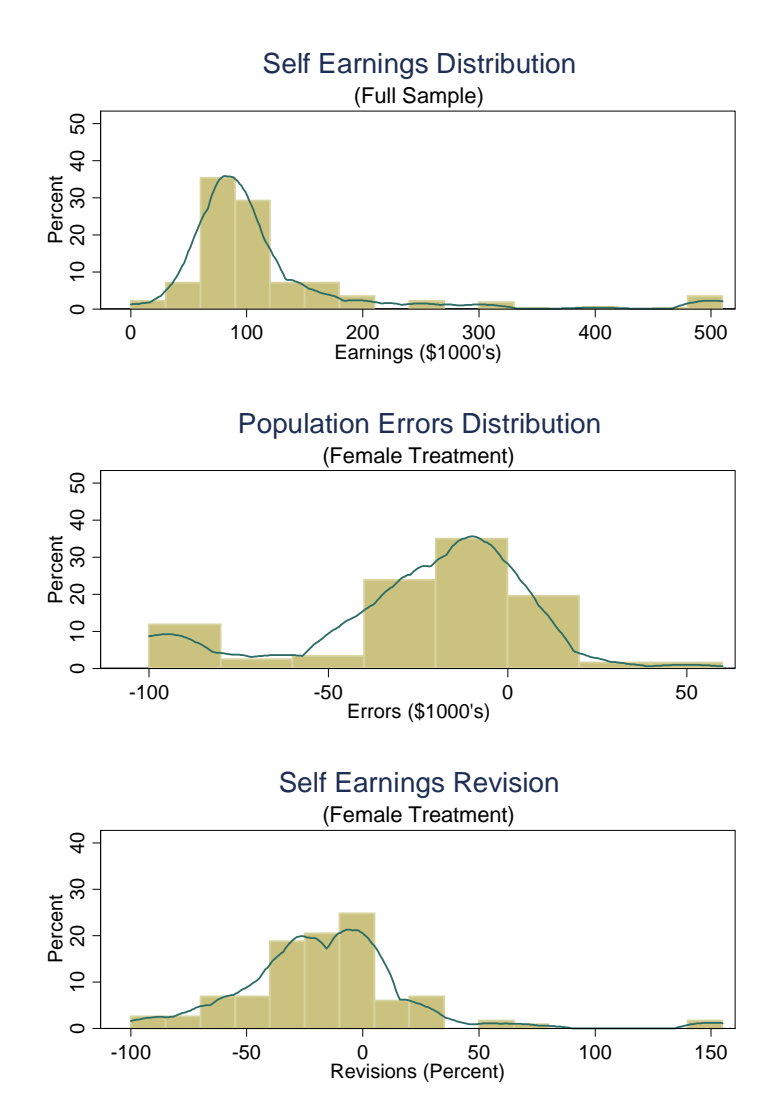 Self Earnings Distribution
(Full Sample)
50
40
30
20
10
0
Percent
0 100 200 300 400 500
Earnings ($1000's)
Population Errors Distribution
(Female Treatment)
50
40
30
20
10
0
Percent
-100 -50 0 50
Errors ($1000's)
Self Earnings Revision
(Female Treatment)
40
30
20
10
0
Percent
-100 -50 0 50 100 150
Revisions (Percent)